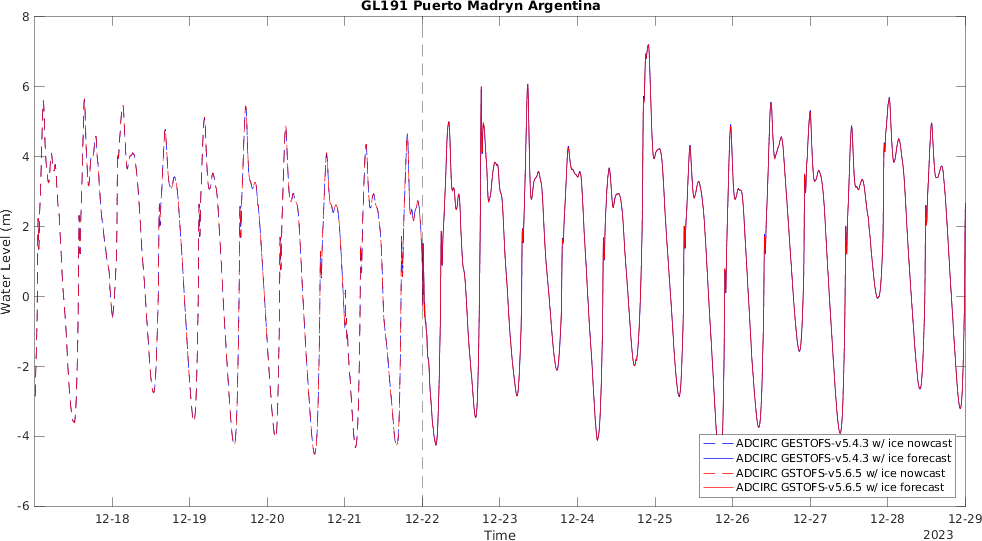 GL191 Puerto Madryn Argentina
8
6
4
2
0
-2
-4
-6
Water Level (m)
ADCIRC GESTOFS-v5.4.3 w/ ice nowcast
ADCIRC GESTOFS-v5.4.3 w/ ice forecast
ADCIRC GSTOFS-v5.6.5 w/ ice nowcast
ADCIRC GSTOFS-v5.6.5 w/ ice forecast
12-18 12-19 12-20 12-21 12-22 12-23 12-24 12-25 12-26 12-27 12-28 12-29
Time 2023